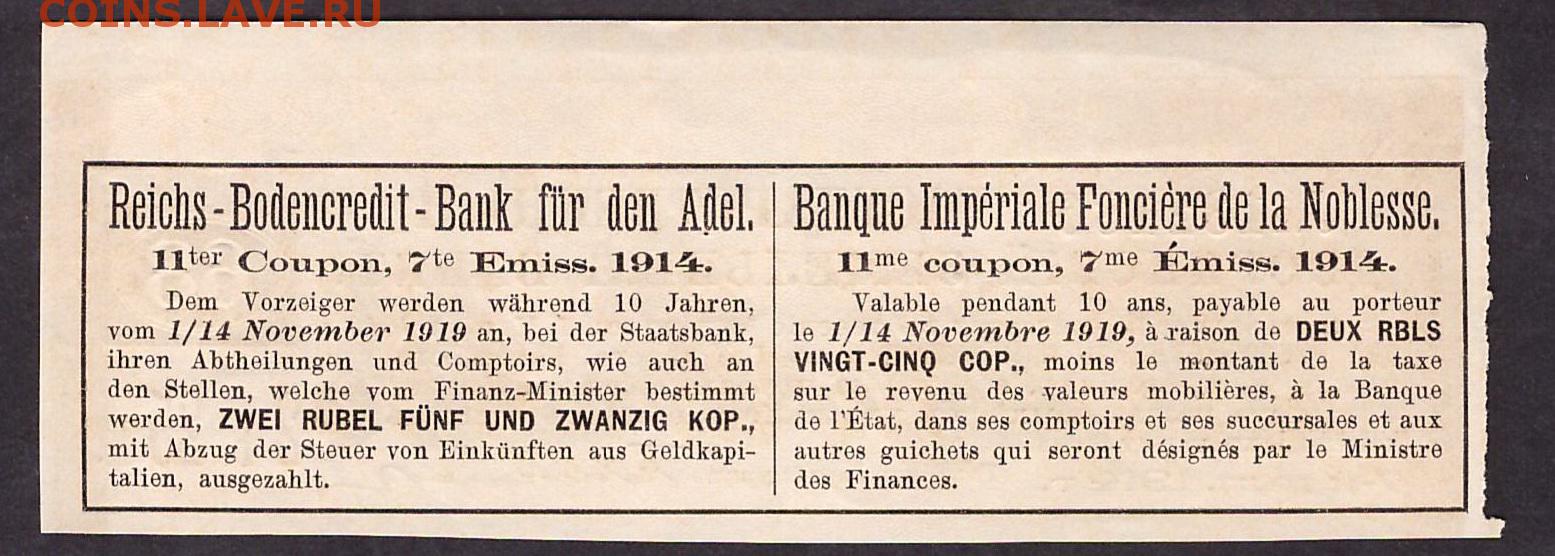 COINS.LAVE.RU
Reichs-Bodencredit-Bank für den Adel.
11ter Coupon, 7te Emiss. 1914.
Dem Vorzeiger werden während 10 Jahren,
vom 1/14 November 1919 an, bei der Staatsbank,
ihren Abtheilungen und Comptoirs, wie auch an
den Stellen, welche vom Finanz-Minister bestimmt
werden, ZWEI RUBEL FÜNF UND ZWANZIG KOP.,
mit Abzug der Steuer von Einkünften aus Geldkapi-
talien, ausgezahlt.
Banque Impériale Foncière de la Noblesse.
11me coupon, 7me Émiss. 1914.
Valable pendant 10 ans, payable au porteur
le 1/14 Novembre 1919, à raison de DEUX RBLS
VINGT-CINQ COP., moins le montant de la taxe
sur le revenu des valeurs mobilières, à la Banque
de l'État, dans ses comptoirs et ses succursales et aux
autres guichets qui seront désignés par le Ministre
des Finances.